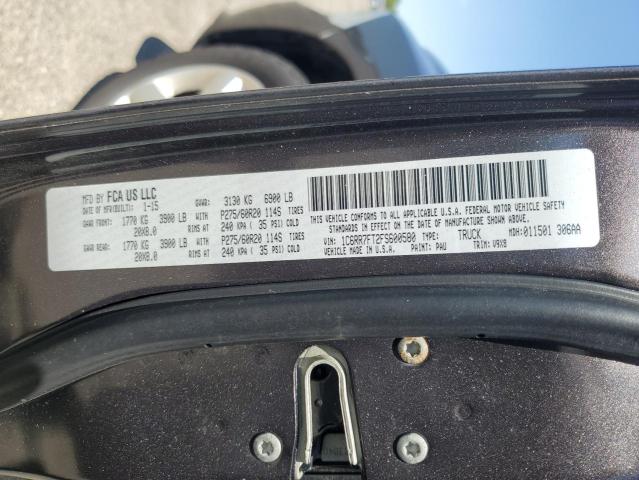 MFD BY FCA US LLC
DATE OF MFR(BUILT): 1-15 GVWR: 3130 KG 6900 LB
GAWR FRONT: 1770 KG 3900 LB WITH P275/60R20 114S TIRES
20X8.0 RIMS AT 240 KPA ( 35 PSI) COLD
GAWR REAR: 1770 KG 3900 LB WITH P275/60R20 114S TIRES
20X8.0 RIMS AT 240 KPA ( 35 PSI) COLD
THIS VEHICLE CONFORMS TO ALL APPLICABLE U.S.A. FEDERAL MOTOR VEHICLE SAFETY
STANDARDS IN EFFECT ON THE DATE OF MANUFACTURE SHOWN ABOVE.
VIN: 1C6RR7FT2FS600580 TYPE: TRUCK MDH: 011501 306AA
VEHICLE MADE IN U.S.A. PAINT: PAU TRIM: V9X8